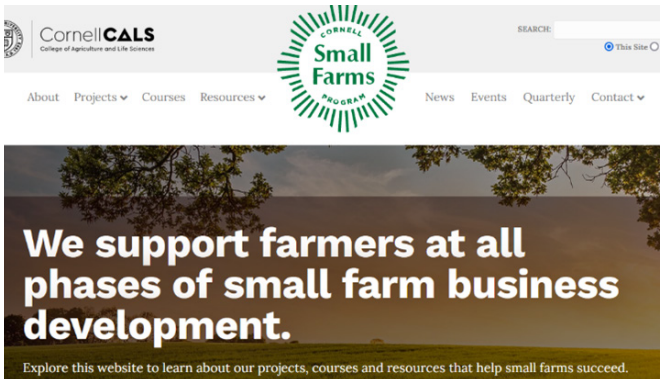 CornellCALS
College of Agriculture and Life Sciences
CORNELL
Small
Farms
PROGRAM
SEARCH:
This Site
About Projects Courses Resources News Events Quarterly Contact
We support farmers at all
phases of small farm business
development.
Explore this website to learn about our projects, courses and resources that help small farms succeed.